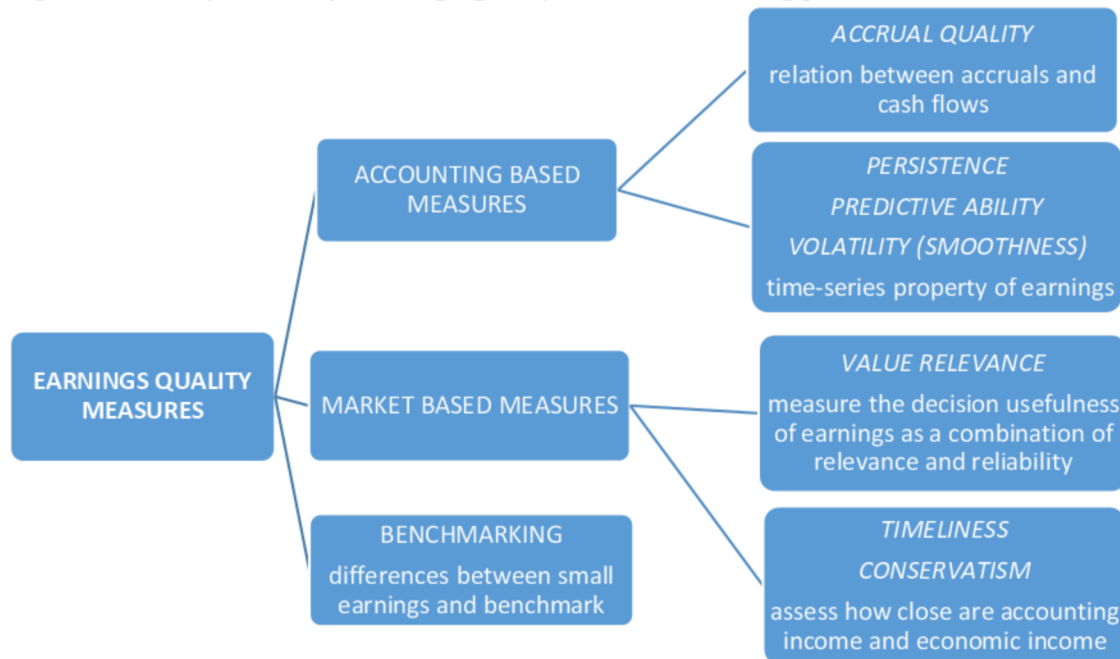 ACCRUAL QUALITY
relation between accruals and
cash flows
ACCOUNTING BASED
MEASURES
PERSISTENCE
PREDICTIVE ABILITY
VOLATILITY (SMOOTHNESS)
time-series property of earnings
EARNINGS QUALITY
MEASURES
MARKET BASED MEASURES
VALUE RELEVANCE
measure the decision usefulness
of earnings as a combination of
relevance and reliability
BENCHMARKING
differences between small
earnings and benchmark
TIMELINESS
CONSERVATISM
assess how close are accounting
income and economic income